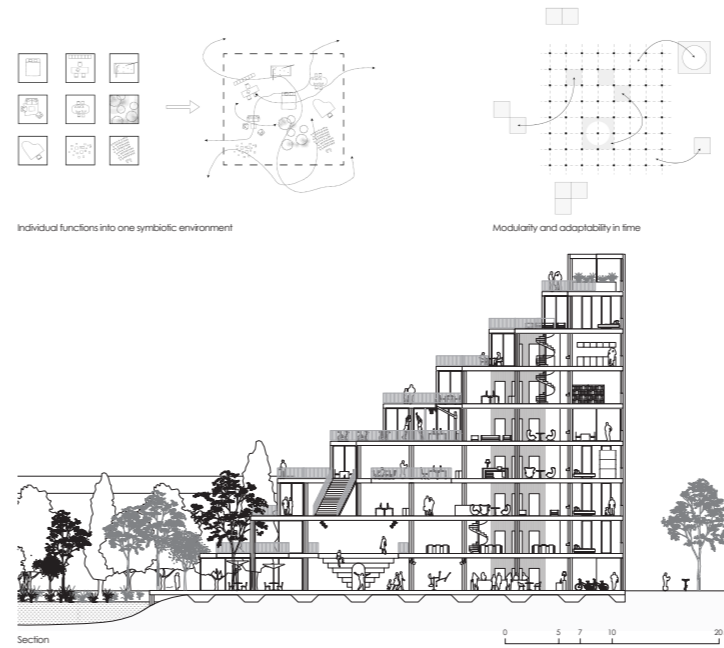 Individual functions into one symbiotic environment
Modularity and adaptability in time
Section
0 5 7 10 20